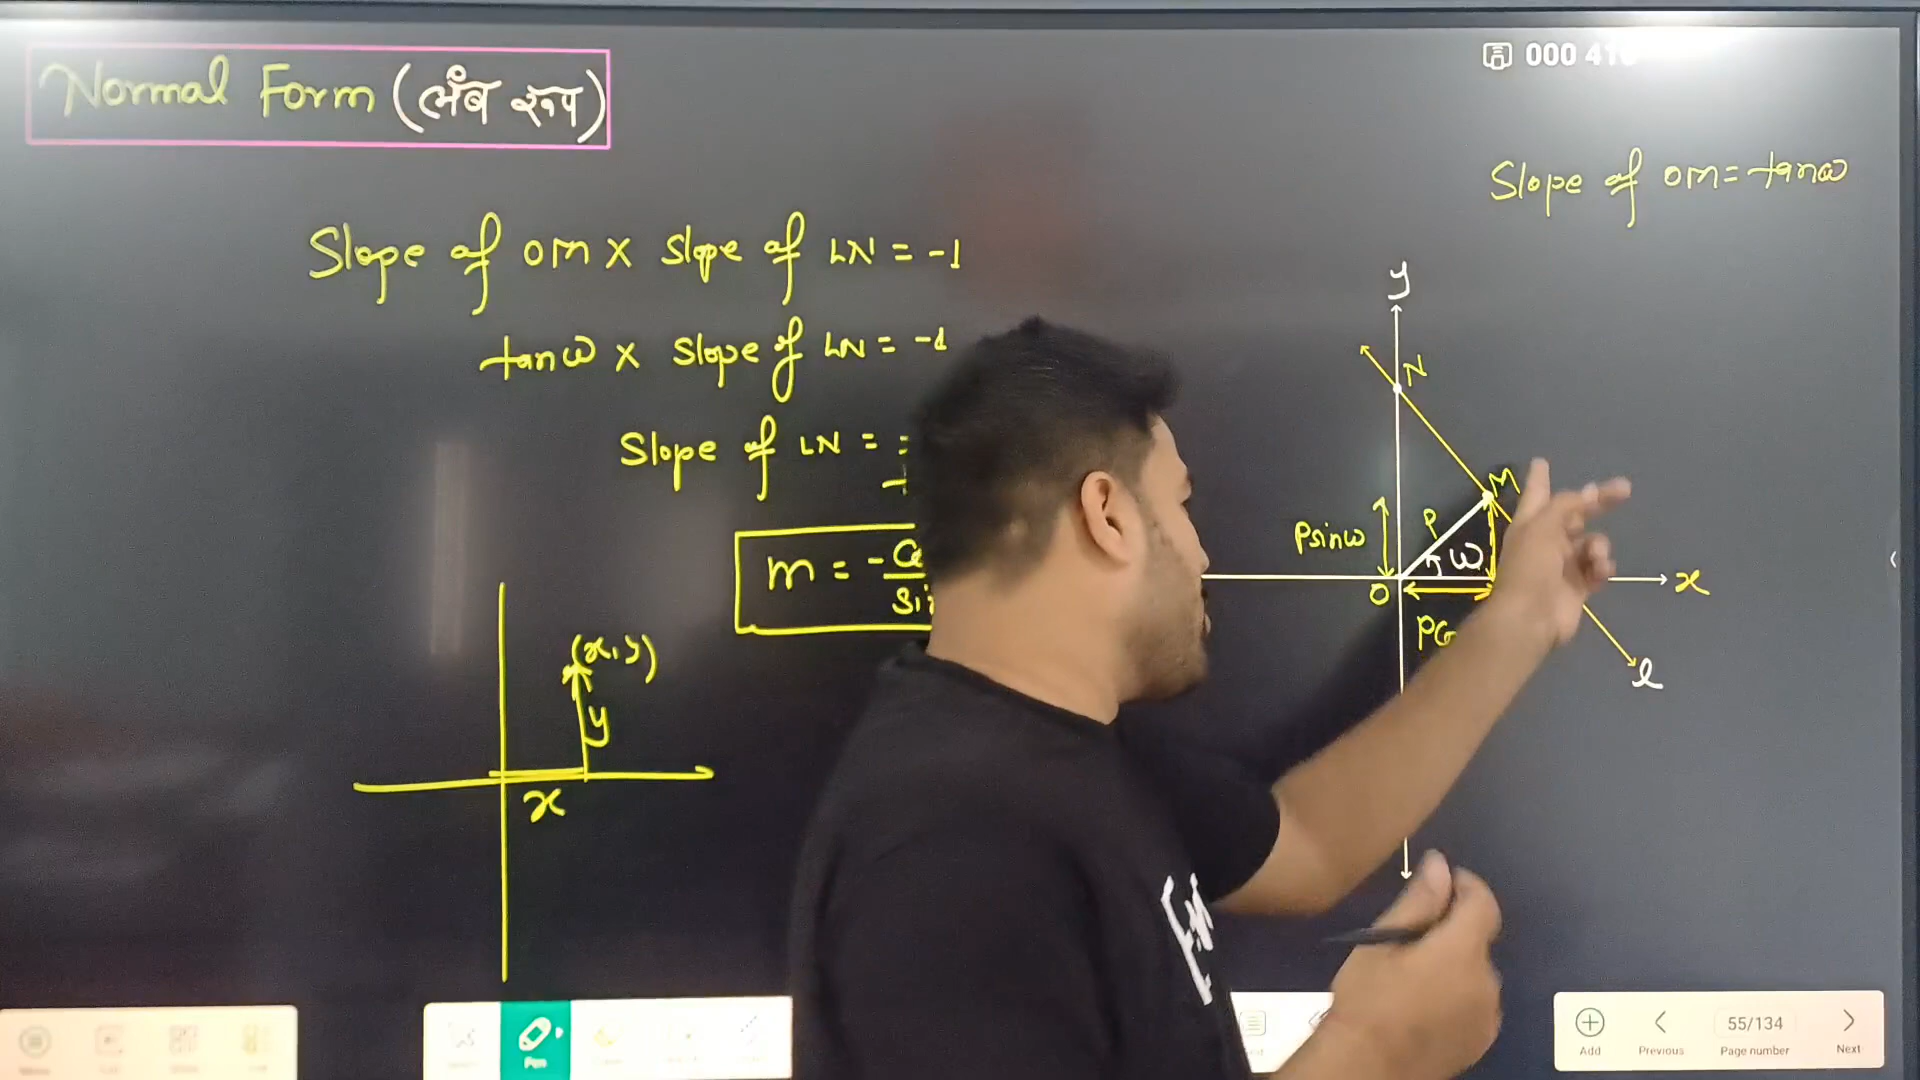 Normal Form (लंब रूप)
000 41
Slope of OM = tanω
Slope of OM × Slope of LN = -1
tanω × Slope of LN = -1
Slope of LN =
m = -
y
N
M
P
Psinω
ω
O
x
l
(x, y)
y
x
Pen
Add
Previous
55/134
Page number
Next